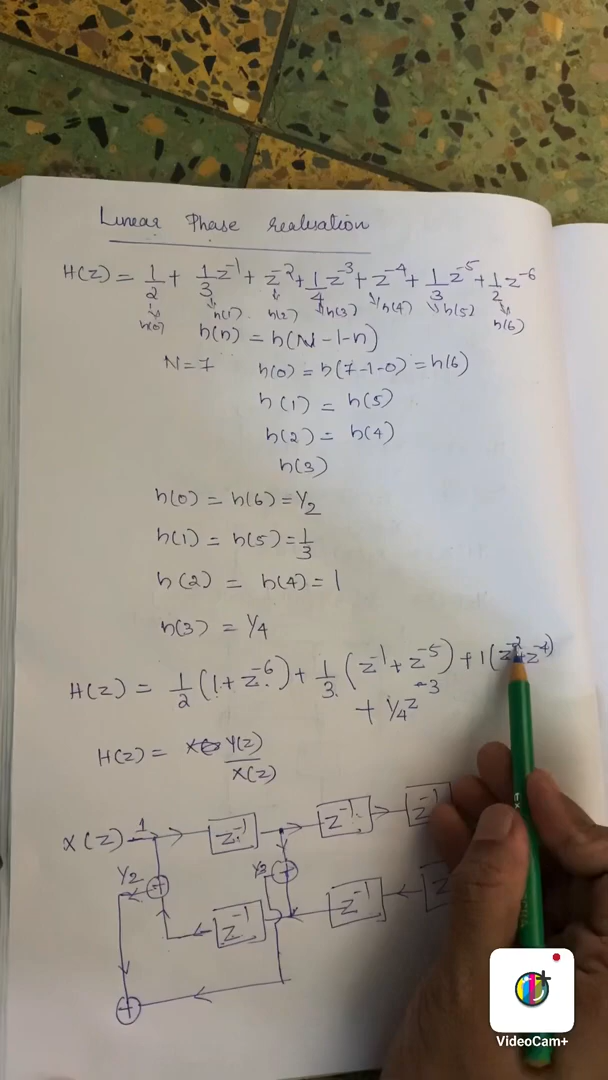 Linear Phase realisation
H(z) = 1/2 + 1/3 z^-1 + z^-2 + 1/4 z^-3 + z^-4 + 1/3 z^-5 + 1/2 z^-6
h(0) h(1) h(2) h(3) h(4) h(5) h(6)
h(n) = h(N-1-n)
N=7 h(0) = h(7-1-0) = h(6)
h(1) = h(5)
h(2) = h(4)
h(3)
h(0) = h(6) = 1/2
h(1) = h(5) = 1/3
h(2) = h(4) = 1
h(3) = 1/4
H(z) = 1/2 (1+z^-6) + 1/3 (z^-1 + z^-5) + 1(z^-2 + z^-4)
+ 1/4 z^-3
H(z) = Y(z)/X(z)
X(z) 1 z^-1 z^-1 z^-1
1/2 + 1/3 +
z^-1 z^-1 z
+
VideoCam+